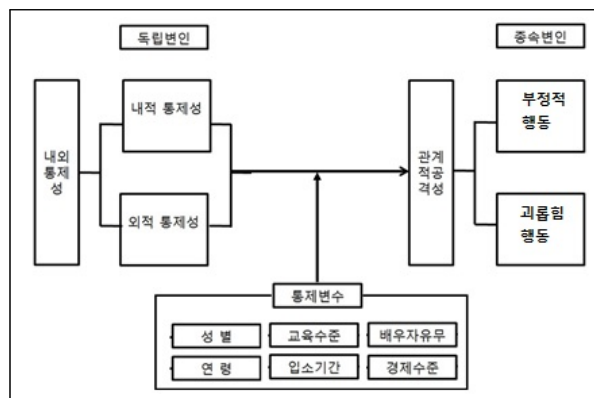 독립변인
종속변인
내외
통제
성
내적 통제성
외적 통제성
관계
적공
격성
부정적
행동
괴롭힘
행동
통제변수
성 별
교육수준
배우자유무
연 령
입소기간
경제수준